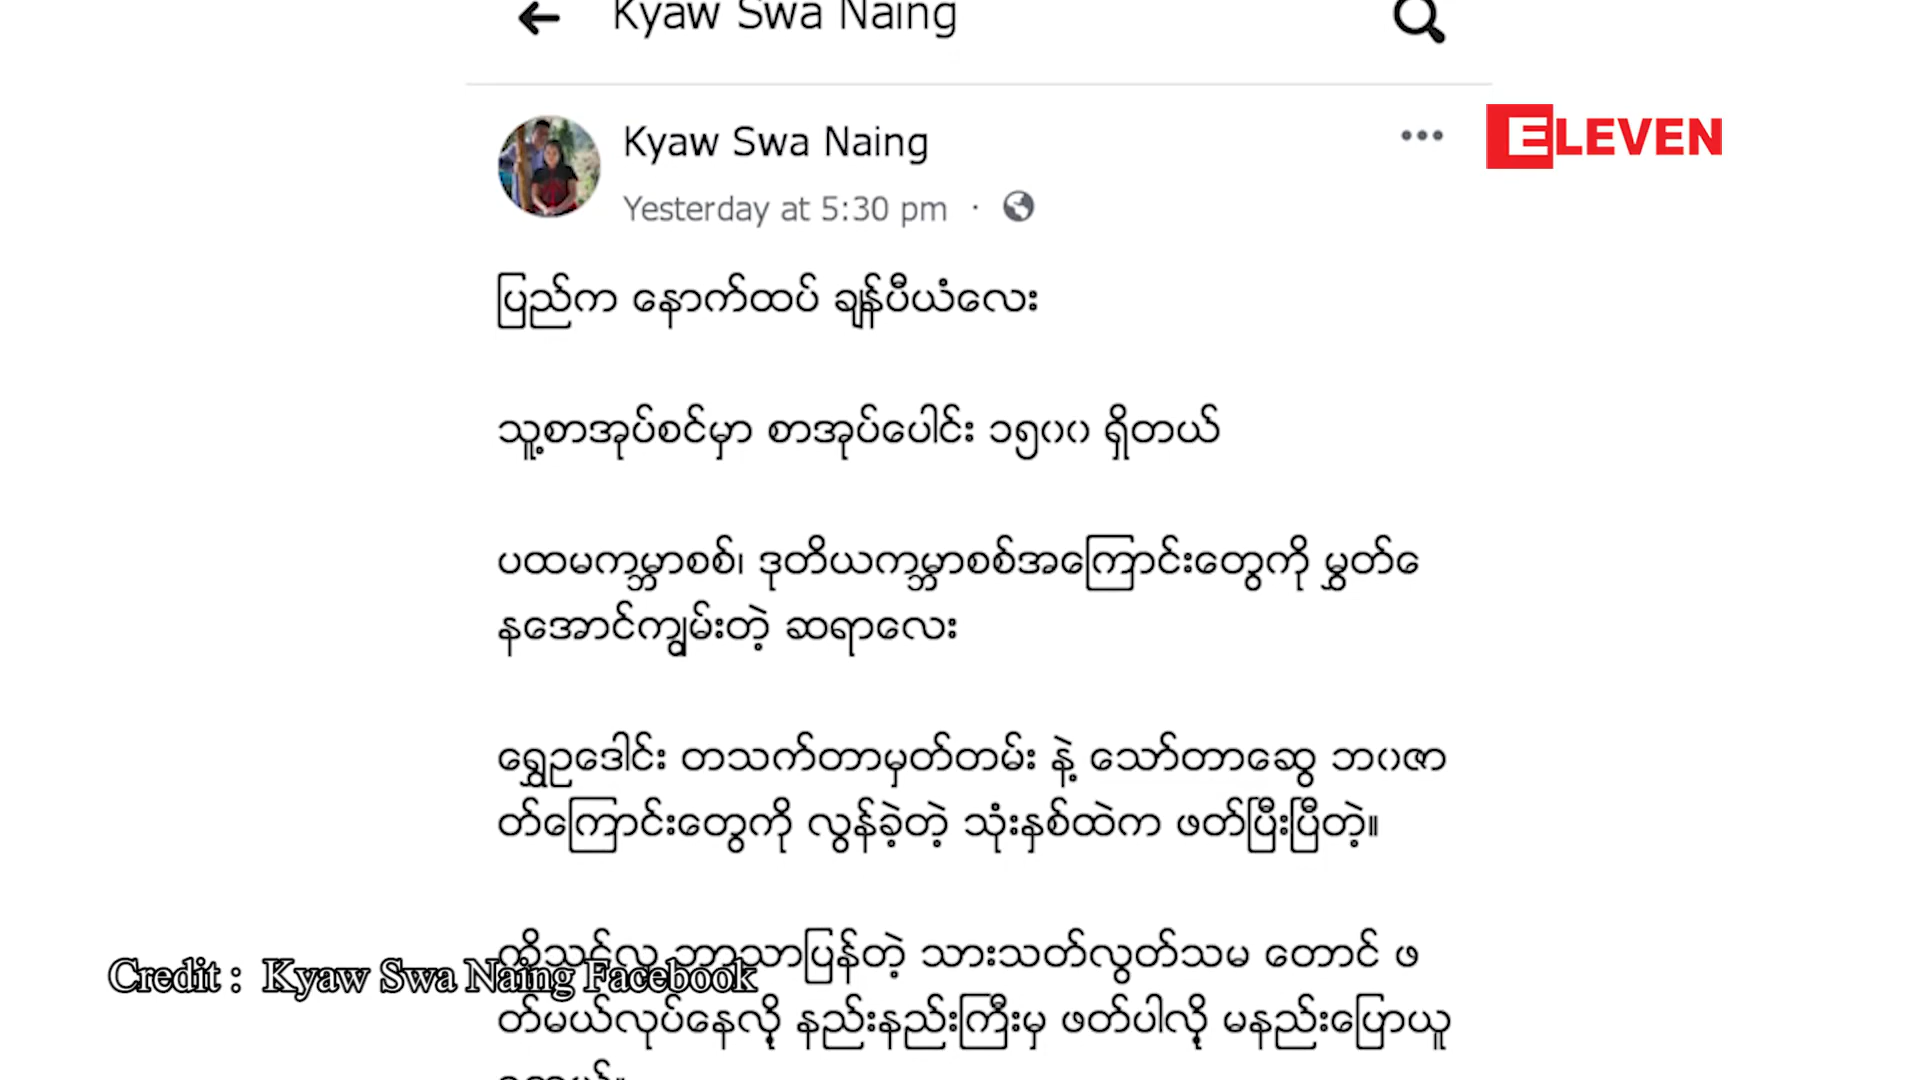 Kyaw Swa Naing
ELEVEN
Kyaw Swa Naing
Yesterday at 5:30 pm ·
ပြည်က နောက်ထပ် ချန်ပီယံလေး
သူ့စာအုပ်စင်မှာ စာအုပ်ပေါင်း ၁၅၀၀ ရှိတယ်
ပထမကမ္ဘာစစ်၊ ဒုတိယကမ္ဘာစစ်အကြောင်းတွေကို မွှတ်နေ
နအောင်ကျွမ်းတဲ့ ဆရာလေး
ရွှေဥဒေါင်း တသက်တာမှတ်တမ်း နဲ့ သော်တာဆွေ ဘ၀ဇာ
တ်ကြောင်းတွေကို လွန်ခဲ့တဲ့ သုံးနှစ်ထဲက ဖတ်ပြီးပြီတဲ့။
ကိုသင်လူ ဘာသာပြန်တဲ့ သားသတ်လွတ်သမ တောင် ဖ
တ်မယ်လုပ်နေလို့ နည်းနည်းကြီးမှ ဖတ်ပါလို့ မနည်းပြောယူ
Credit : Kyaw Swa Naing Facebook